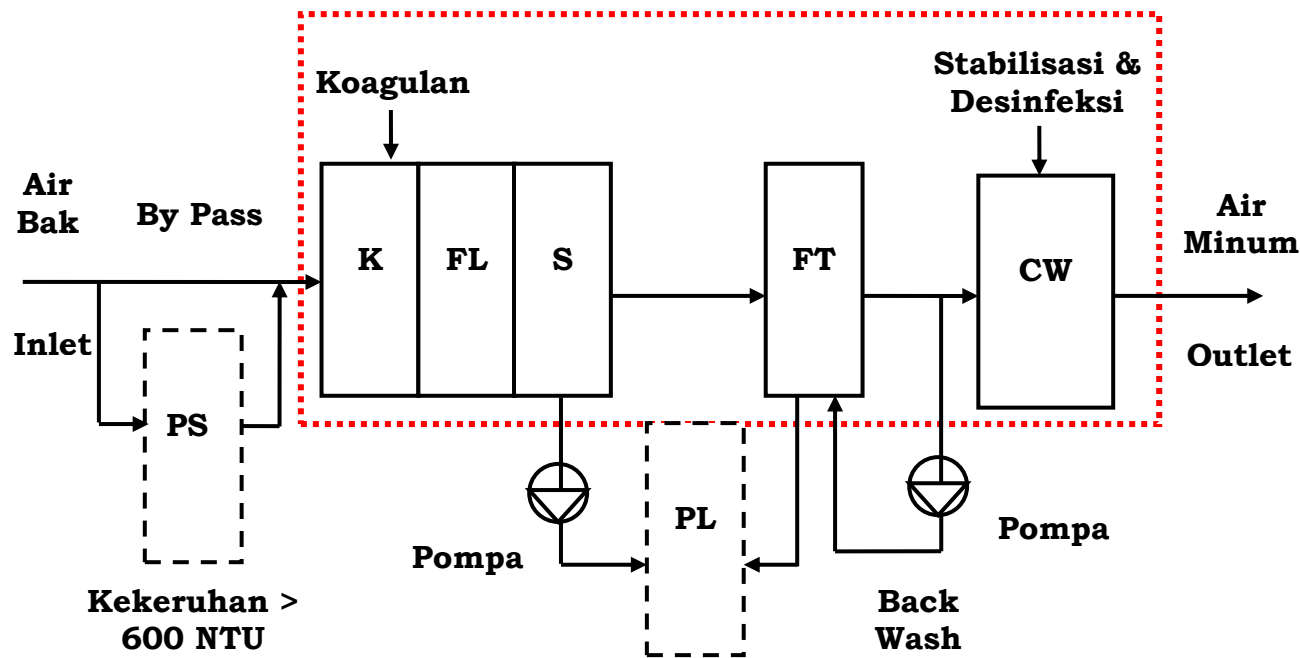 Koagulan
Stabilisasi &
Desinfeksi
Air
Bak
By Pass
K
FL
S
FT
CW
Air
Minum
Inlet
Outlet
PS
PL
Pompa
Pompa
Kekeruhan >
600 NTU
Back
Wash